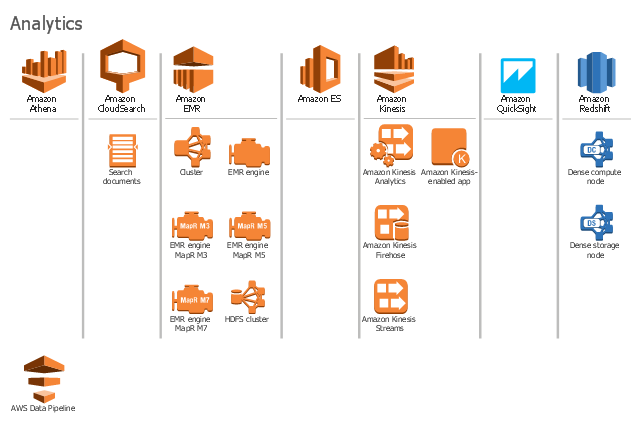 Analytics
Amazon
Athena
Amazon
CloudSearch
Amazon
EMR
Amazon ES
Amazon
Kinesis
Amazon
QuickSight
Amazon
Redshift
Search
documents
Cluster
EMR engine
Amazon Kinesis
Analytics
K
Amazon Kinesis-
enabled app
DC
Dense compute
node
MapR M3
EMR engine
MapR M3
MapR M5
EMR engine
MapR M5
Amazon Kinesis
Firehose
DS
Dense storage
node
MapR M7
EMR engine
MapR M7
HDFS cluster
Amazon Kinesis
Streams
AWS Data Pipeline